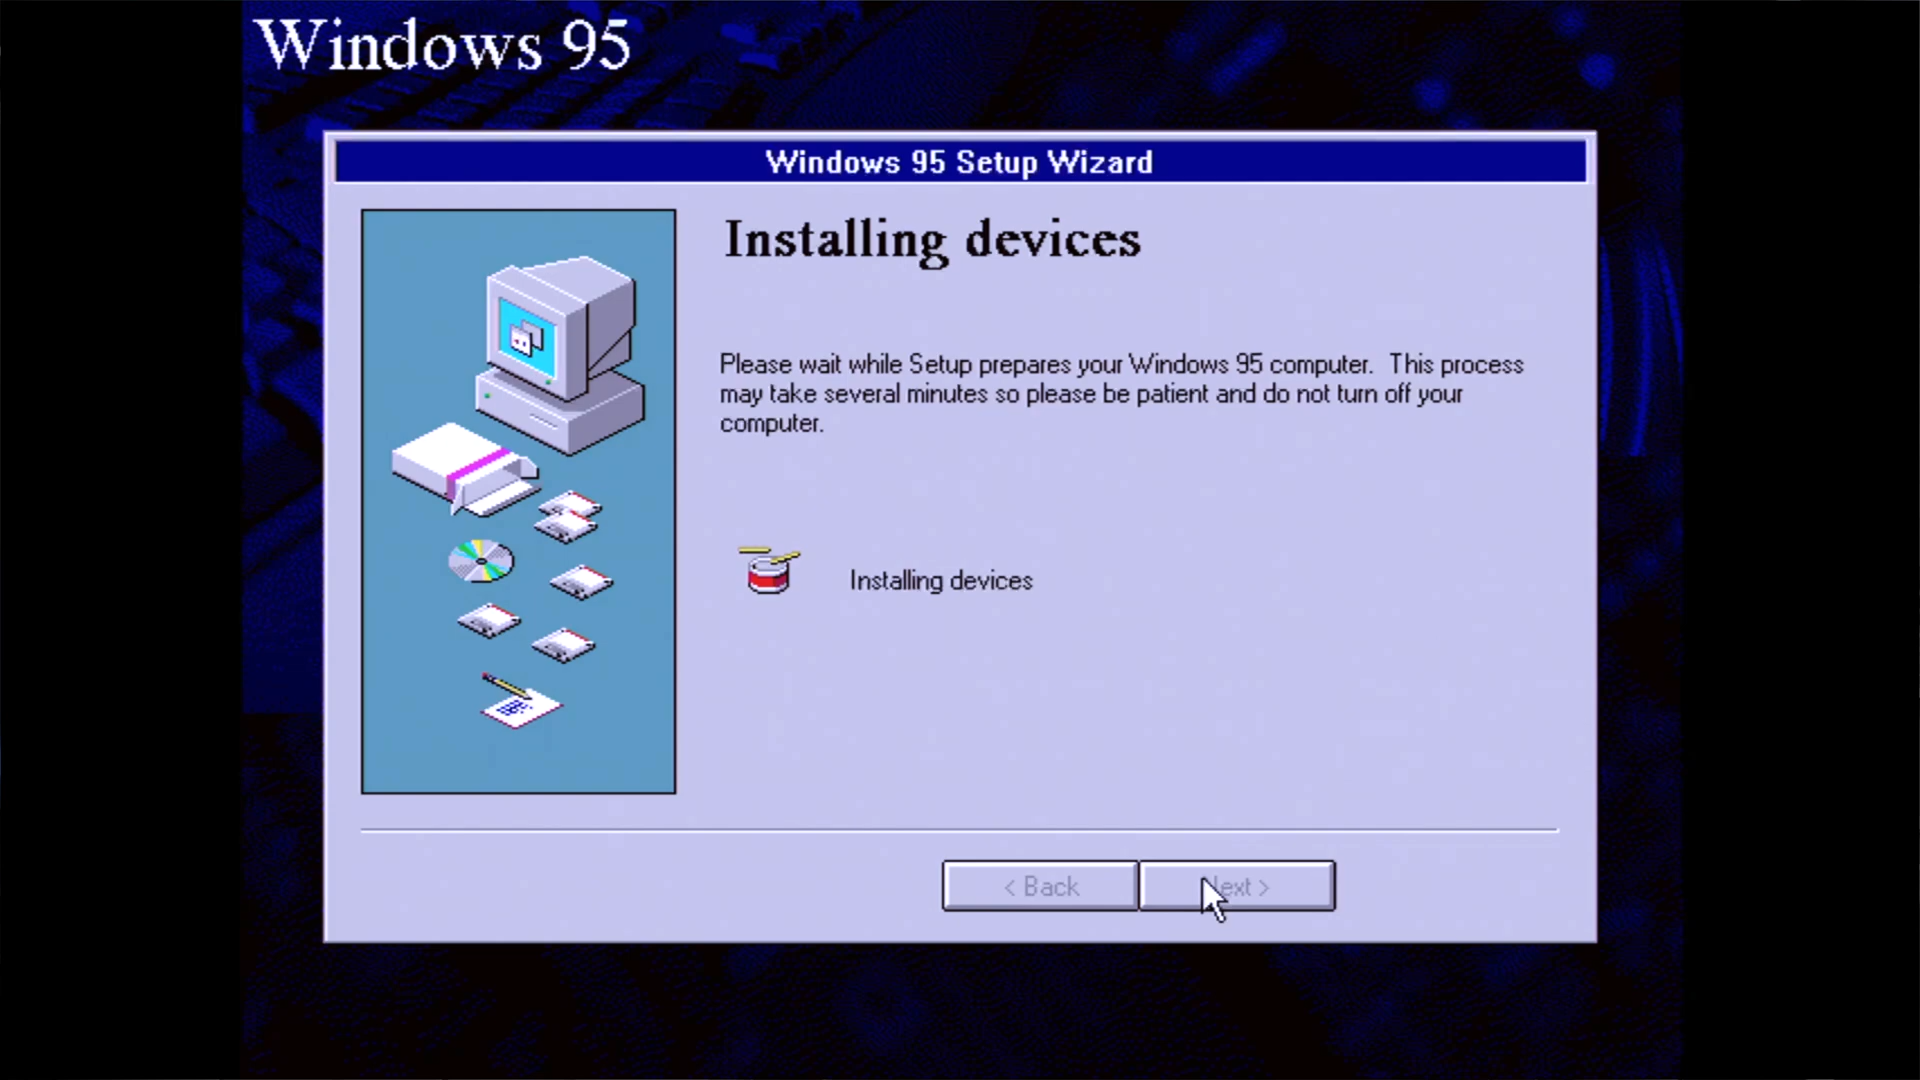 Windows 95
Windows 95 Setup Wizard
Installing devices
Please wait while Setup prepares your Windows 95 computer.  This process
may take several minutes so please be patient and do not turn off your
computer.
Installing devices
< Back
Next >